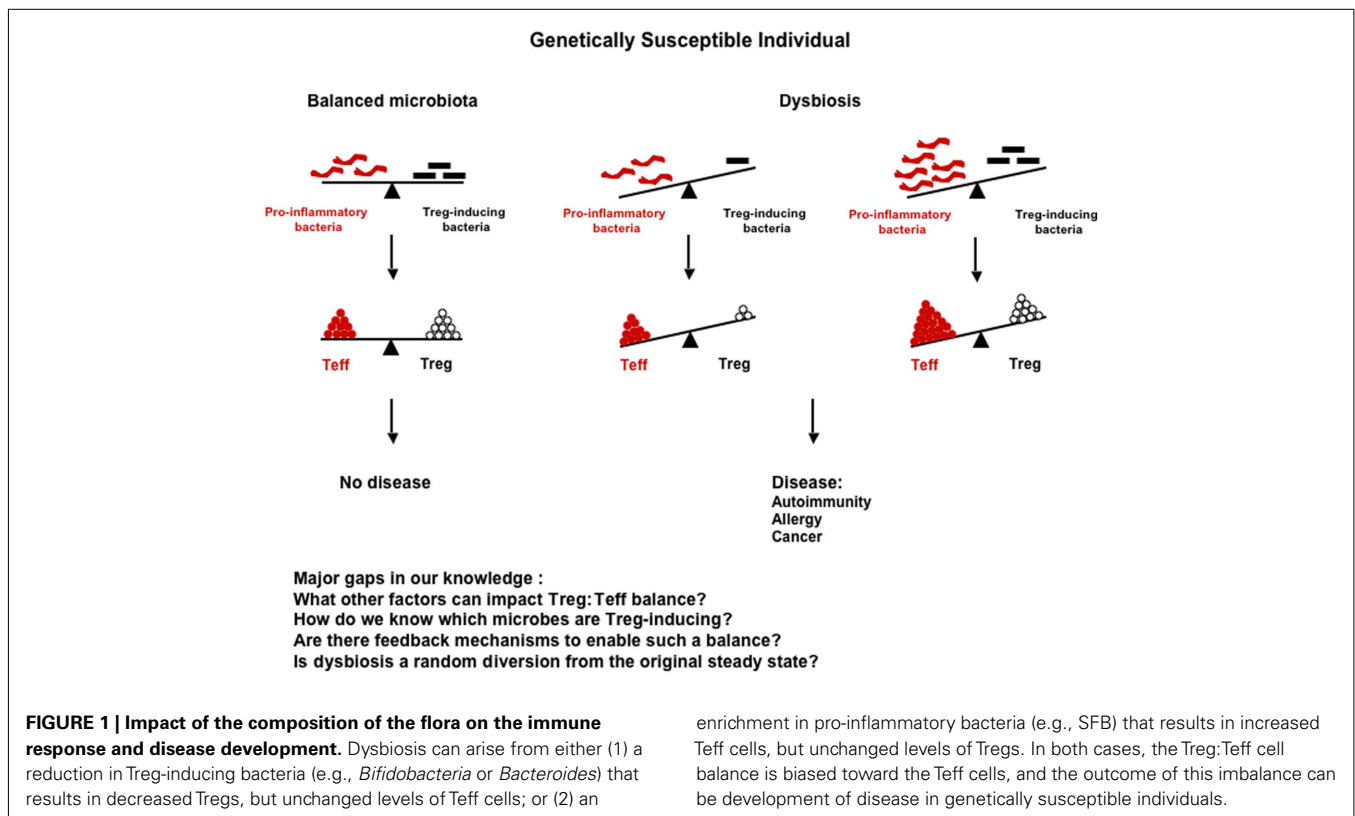 Genetically Susceptible Individual
Balanced microbiota
Dysbiosis
Pro-inflammatory
bacteria
Treg-inducing
bacteria
Pro-inflammatory
bacteria
Treg-inducing
bacteria
Pro-inflammatory
bacteria
Treg-inducing
bacteria
Teff
Treg
Teff
Treg
Teff
Treg
No disease
Disease:
Autoimmunity
Allergy
Cancer
Major gaps in our knowledge :
What other factors can impact Treg:Teff balance?
How do we know which microbes are Treg-inducing?
Are there feedback mechanisms to enable such a balance?
Is dysbiosis a random diversion from the original steady state?
FIGURE 1 | Impact of the composition of the flora on the immune
response and disease development. Dysbiosis can arise from either (1) a
reduction in Treg-inducing bacteria (e.g., Bifidobacteria or Bacteroides) that
results in decreased Tregs, but unchanged levels of Teff cells; or (2) an
enrichment in pro-inflammatory bacteria (e.g., SFB) that results in increased
Teff cells, but unchanged levels of Tregs. In both cases, the Treg:Teff cell
balance is biased toward the Teff cells, and the outcome of this imbalance can
be development of disease in genetically susceptible individuals.